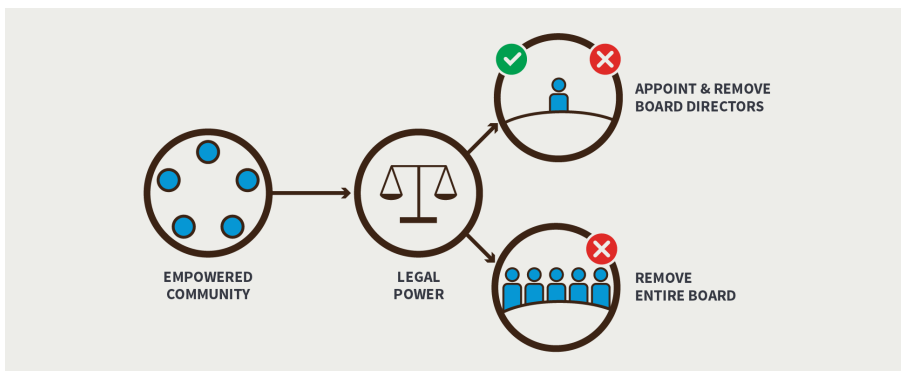 EMPOWERED
COMMUNITY
LEGAL
POWER
APPOINT & REMOVE
BOARD DIRECTORS
REMOVE
ENTIRE BOARD